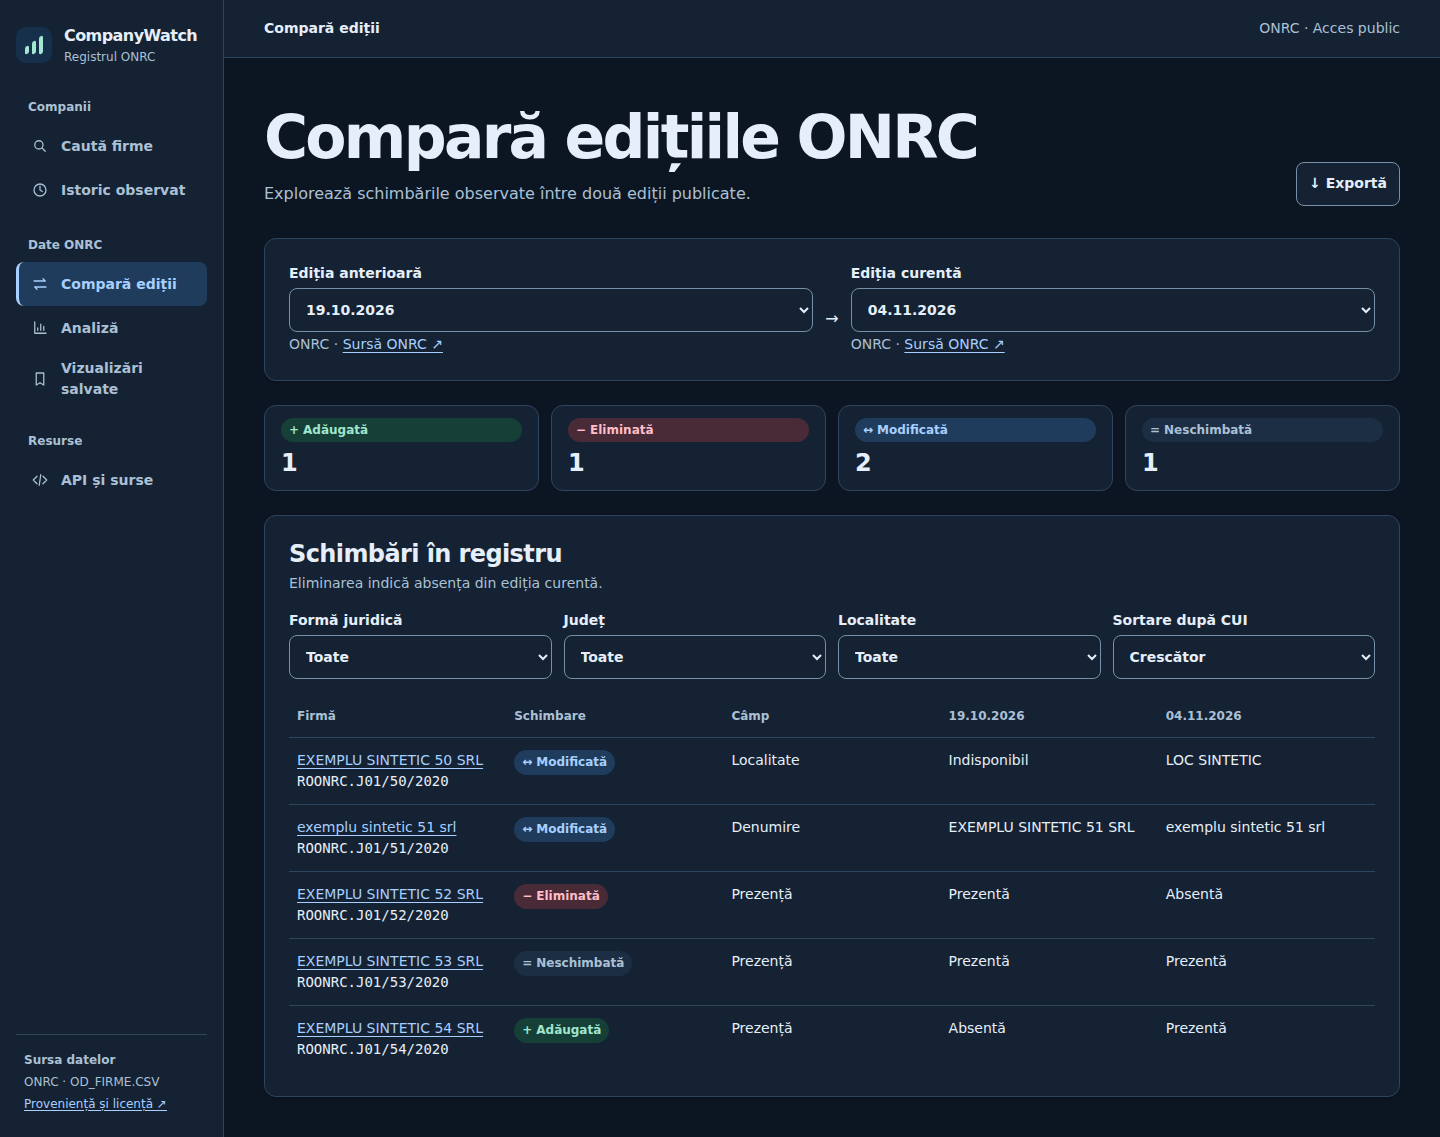 CompanyWatch
Registrul ONRC
Companii
Caută firme
Istoric observat
Date ONRC
Compară ediții
Analiză
Vizualizări
salvate
Resurse
API și surse
Sursa datelor
ONRC · OD_FIRME.CSV
Proveniență și licență ↗
Compară ediții
ONRC · Acces public
Compară edițiile ONRC
Explorează schimbările observate între două ediții publicate.
↓ Exportă
Ediția anterioară
19.10.2026
ONRC · Sursă ONRC ↗
→
Ediția curentă
04.11.2026
ONRC · Sursă ONRC ↗
+ Adăugată
1
− Eliminată
1
↔ Modificată
2
= Neschimbată
1
Schimbări în registru
Eliminarea indică absența din ediția curentă.
Formă juridică
Toate
Județ
Toate
Localitate
Toate
Sortare după CUI
Crescător
Firmă Schimbare Câmp 19.10.2026 04.11.2026
EXEMPLU SINTETIC 50 SRL ↔ Modificată Localitate Indisponibil LOC SINTETIC
ROONRC.J01/50/2020
exemplu sintetic 51 srl ↔ Modificată Denumire EXEMPLU SINTETIC 51 SRL exemplu sintetic 51 srl
ROONRC.J01/51/2020
EXEMPLU SINTETIC 52 SRL − Eliminată Prezență Prezentă Absentă
ROONRC.J01/52/2020
EXEMPLU SINTETIC 53 SRL = Neschimbată Prezență Prezentă Prezentă
ROONRC.J01/53/2020
EXEMPLU SINTETIC 54 SRL + Adăugată Prezență Absentă Prezentă
ROONRC.J01/54/2020